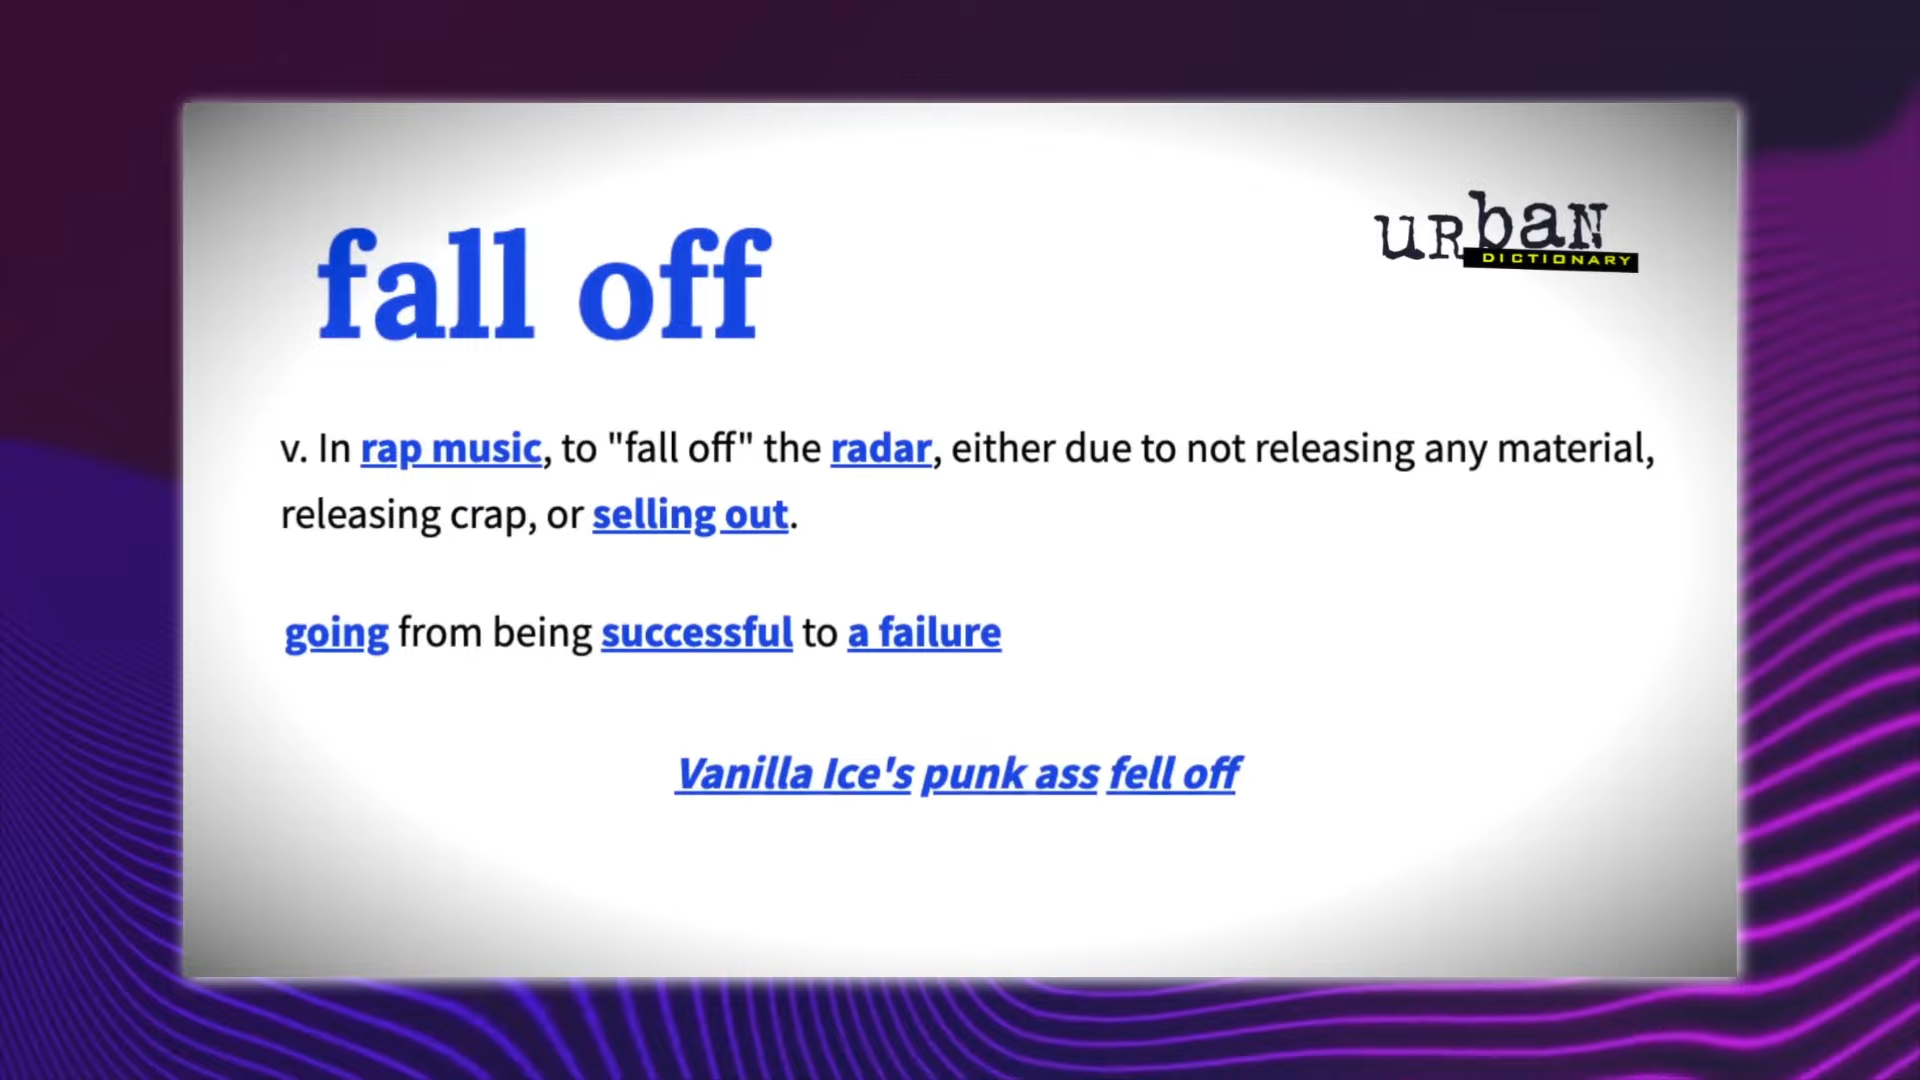 urban
DICTIONARY
fall off
v. In rap music, to "fall off" the radar, either due to not releasing any material,
releasing crap, or selling out.
going from being successful to a failure
Vanilla Ice's punk ass fell off